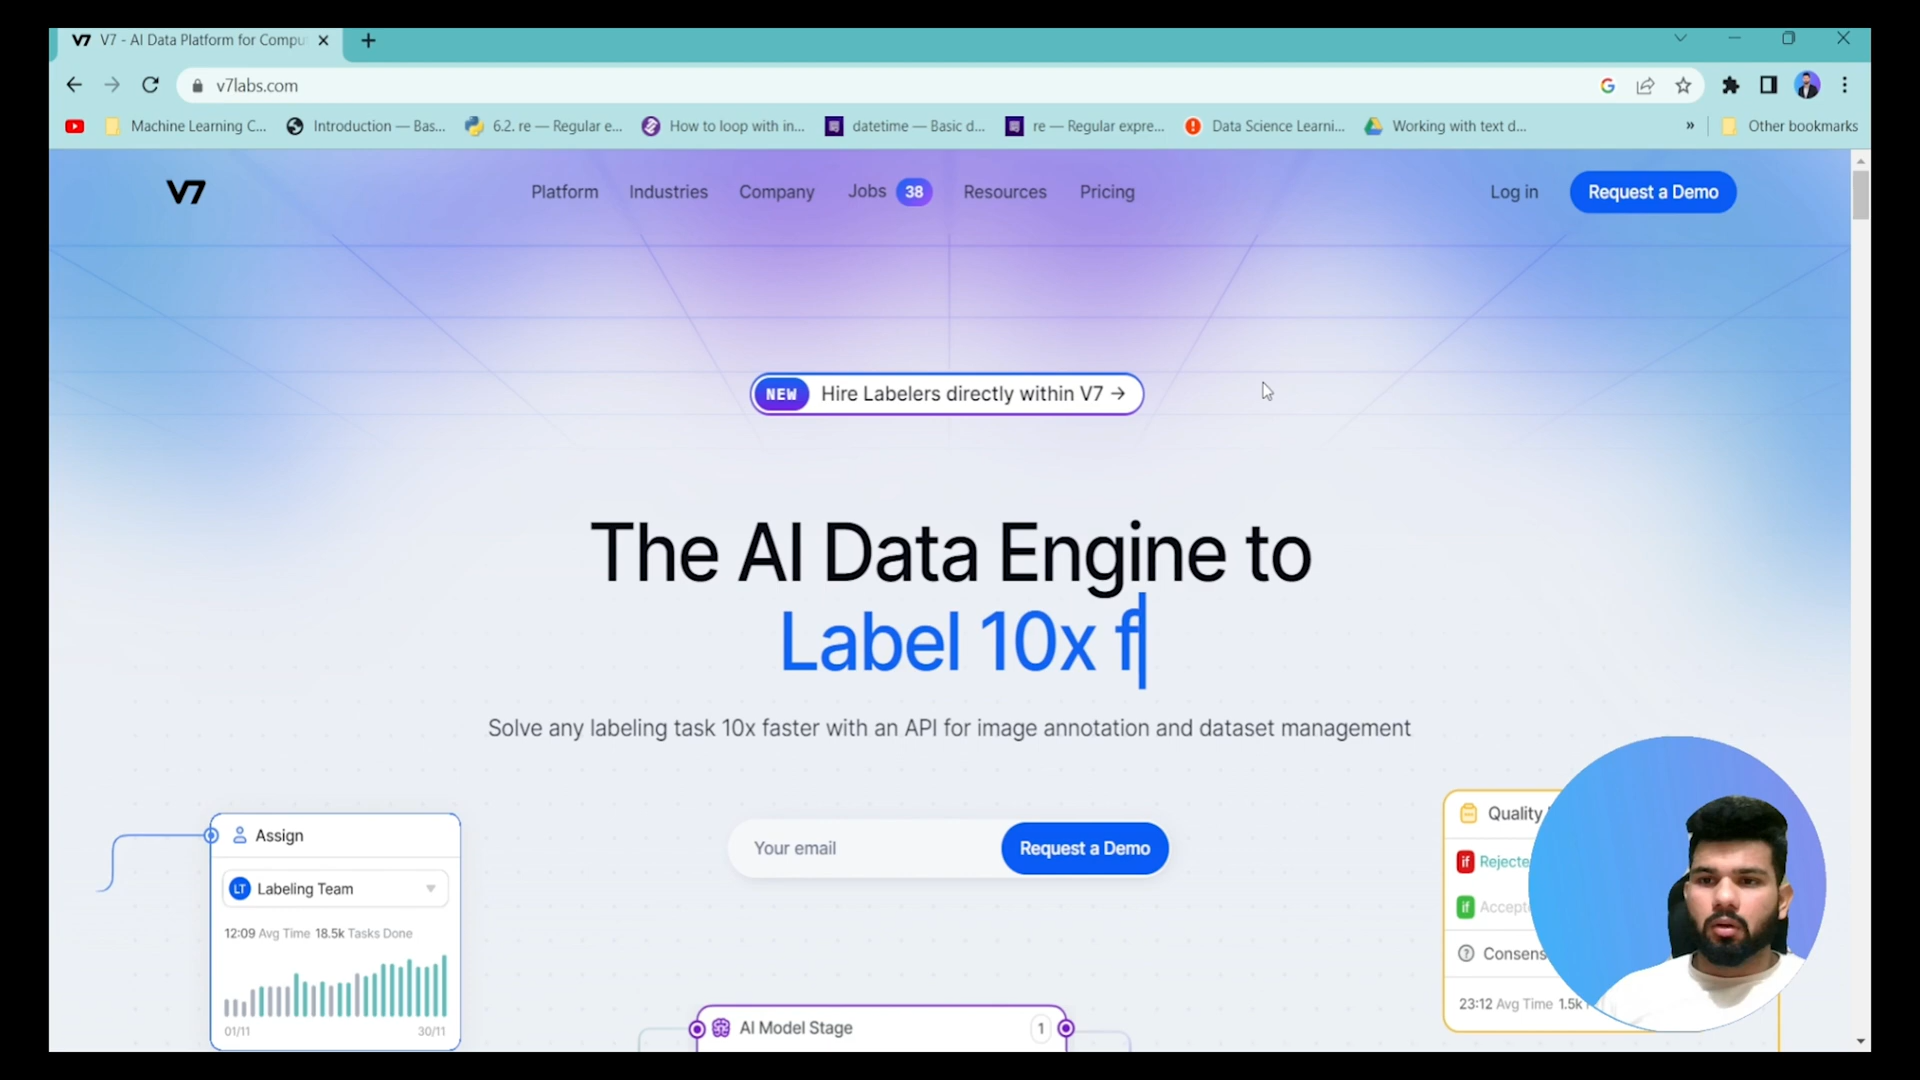 V7 V7 - AI Data Platform for Compu
v7labs.com
Machine Learning C...
Introduction — Bas...
6.2. re — Regular e...
How to loop with in...
datetime — Basic d...
re — Regular expre...
Data Science Learni...
Working with text d...
»
Other bookmarks
V7
Platform
Industries
Company
Jobs 38
Resources
Pricing
Log in
Request a Demo
NEW Hire Labelers directly within V7 →
The AI Data Engine to
Label 10x f
Solve any labeling task 10x faster with an API for image annotation and dataset management
Your email
Request a Demo
Assign
LT Labeling Team
12:09 Avg Time 18.5k Tasks Done
01/11 30/11
AI Model Stage 1
Quality
if Rejecte
if Accept
Consens
23:12 Avg Time 1.5k